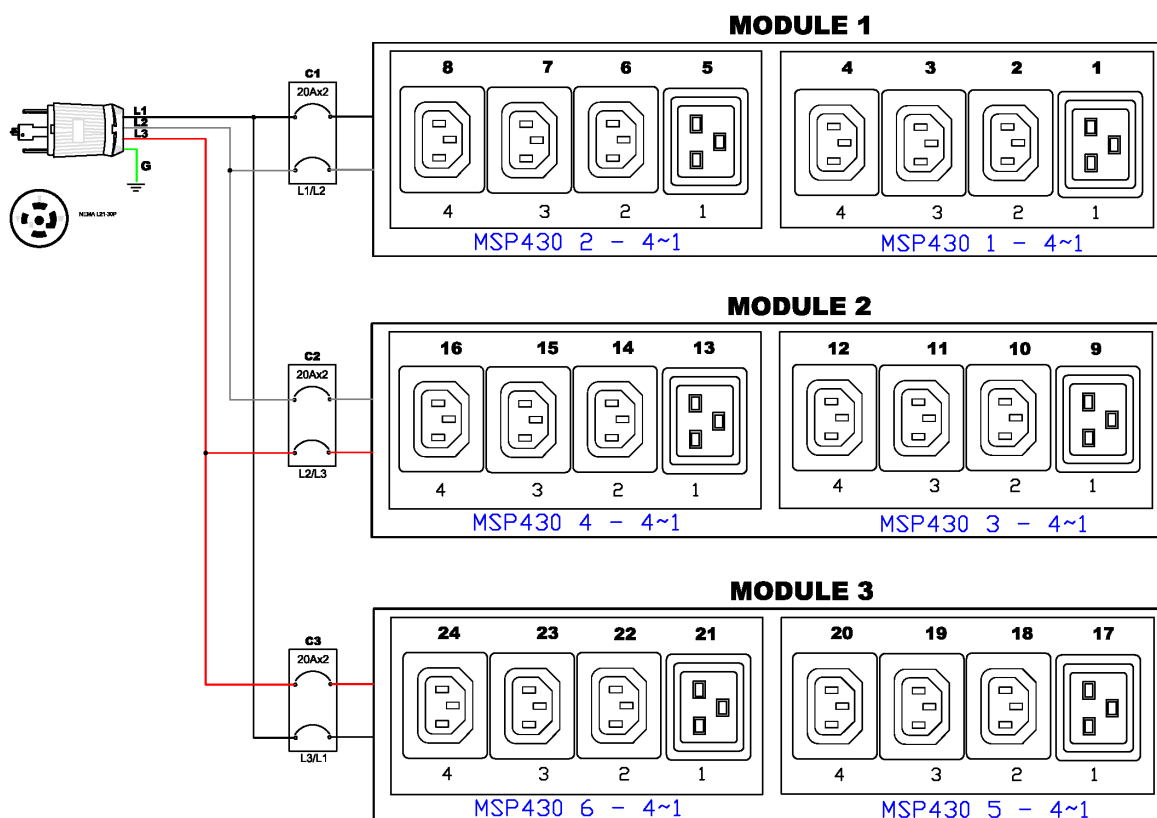 MODULE 1
C1
20Ax2
L1/L2
L1
L2
L3
G
NEMA L21-30P
8 7 6 5 4 3 2 1
4 3 2 1 4 3 2 1
MSP430 2 - 4~1 MSP430 1 - 4~1
MODULE 2
C2
20Ax2
L2/L3
16 15 14 13 12 11 10 9
4 3 2 1 4 3 2 1
MSP430 4 - 4~1 MSP430 3 - 4~1
MODULE 3
C3
20Ax2
L3/L1
24 23 22 21 20 19 18 17
4 3 2 1 4 3 2 1
MSP430 6 - 4~1 MSP430 5 - 4~1